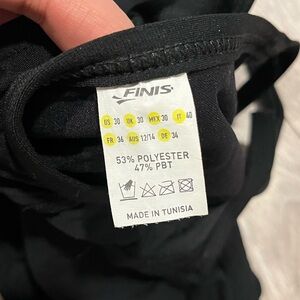 FINIS
US 30 UK 30 MEX 30 IT 40
FR 36 AUS 12/14 DE 34
53% POLYESTER
47% PBT
MADE IN TUNISIA